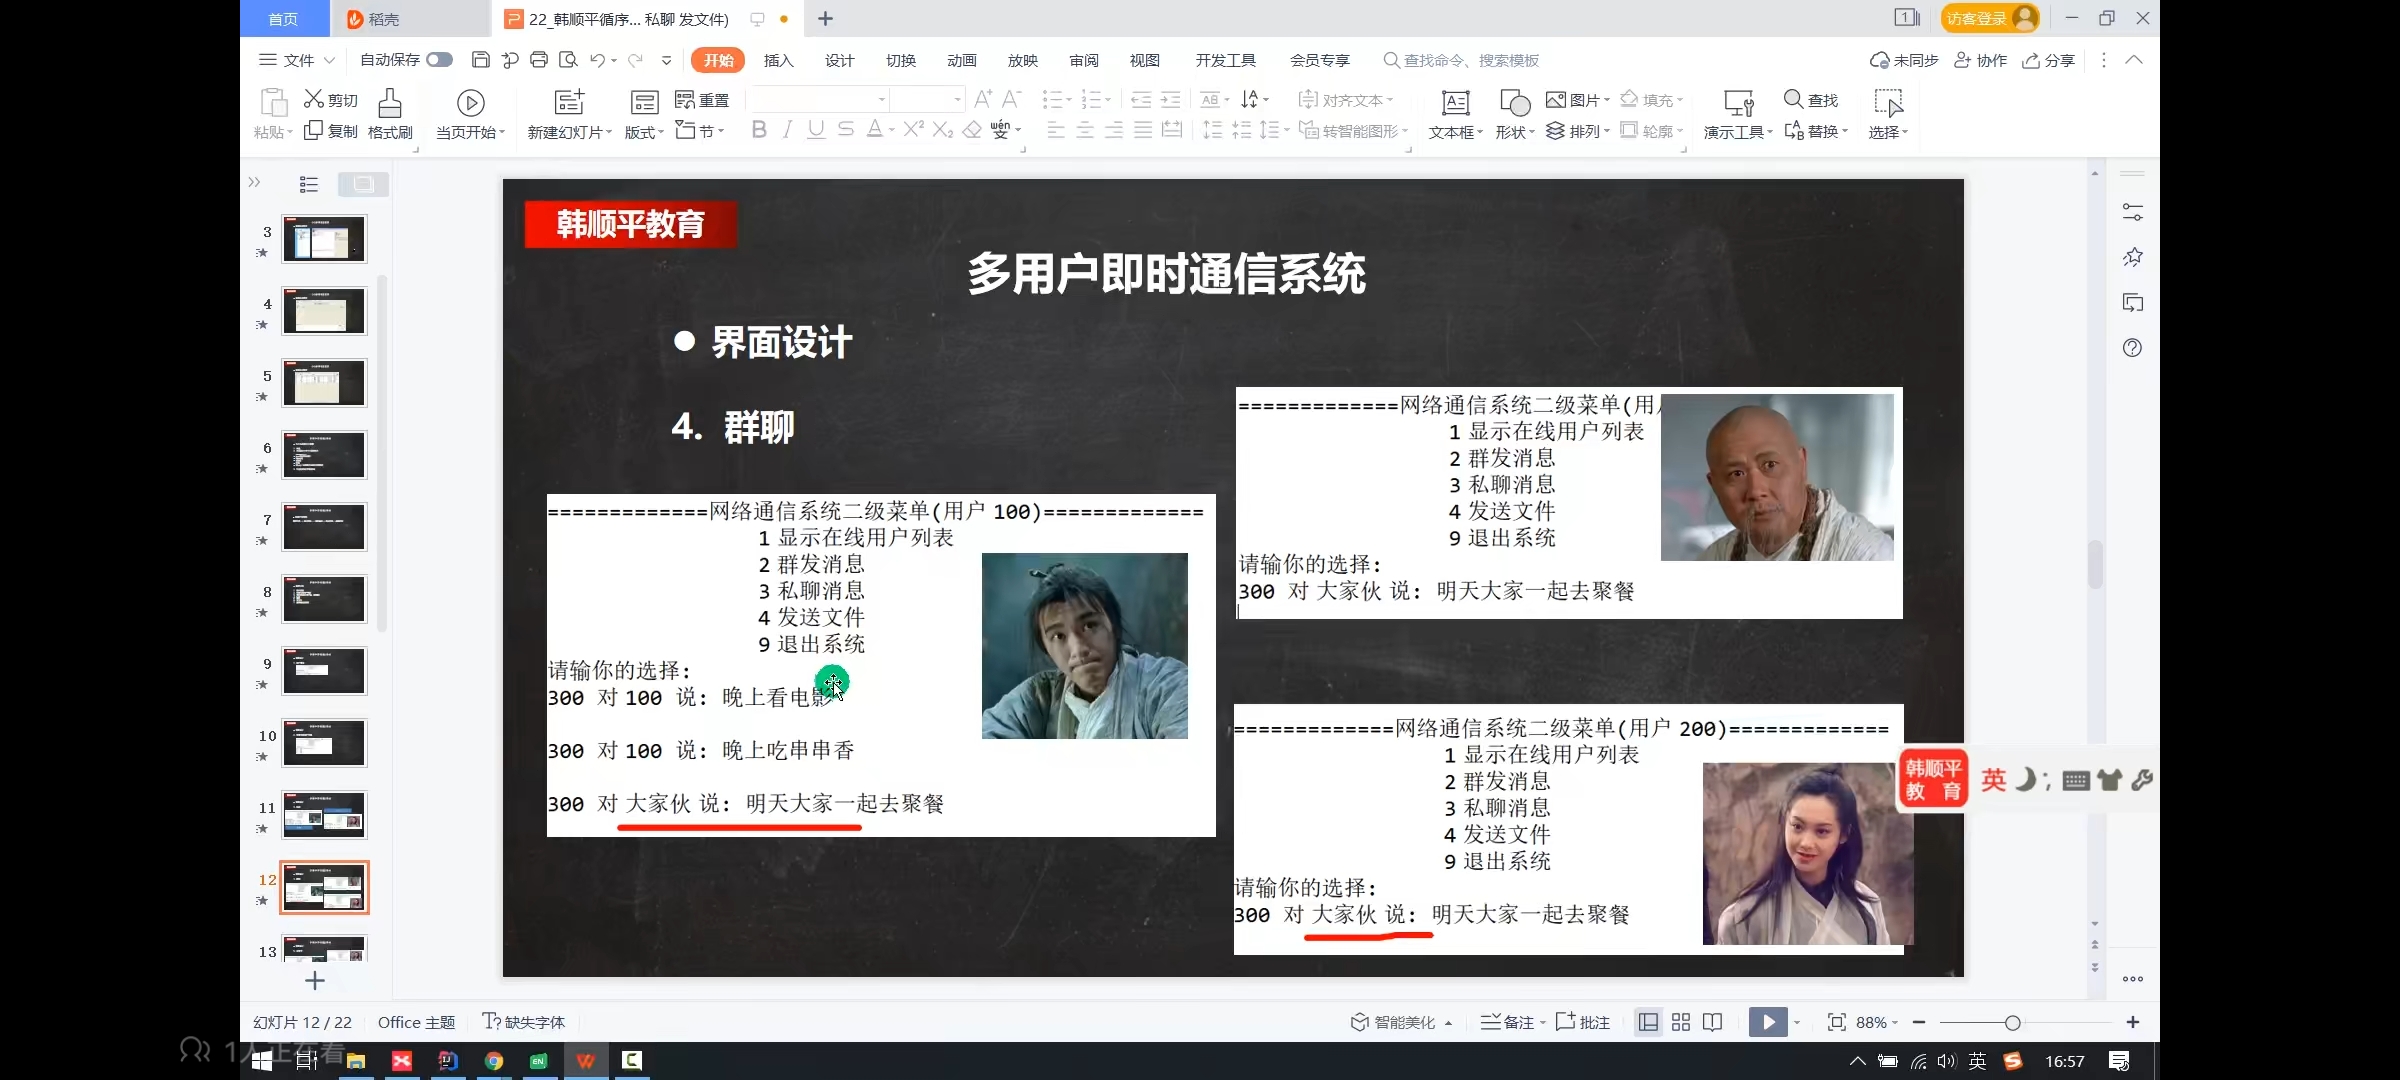 首页
稻壳
22_韩顺平循序... 私聊 发文件)
访客登录
文件
自动保存
开始
插入
设计
切换
动画
放映
审阅
视图
开发工具
会员专享
查找命令、搜索模板
未同步
协作
分享
粘贴
剪切
复制
格式刷
当页开始
新建幻灯片
版式
重置
节
对齐文本
转智能图形
文本框
形状
图片
排列
填充
轮廓
演示工具
查找
替换
选择
3
4
5
6
7
8
9
10
11
12
13
韩顺平教育
多用户即时通信系统
● 界面设计
4. 群聊
=============网络通信系统二级菜单(用户 100)=============
1 显示在线用户列表
2 群发消息
3 私聊消息
4 发送文件
9 退出系统
请输你的选择:
300 对 100 说: 晚上看电影
300 对 100 说: 晚上吃串串香
300 对 大家伙 说: 明天大家一起去聚餐
=============网络通信系统二级菜单(用
1 显示在线用户列表
2 群发消息
3 私聊消息
4 发送文件
9 退出系统
请输你的选择:
300 对 大家伙 说: 明天大家一起去聚餐
=============网络通信系统二级菜单(用户 200)=============
1 显示在线用户列表
2 群发消息
3 私聊消息
4 发送文件
9 退出系统
请输你的选择:
300 对 大家伙 说: 明天大家一起去聚餐
韩顺平
教 育
英
幻灯片 12 / 22
Office 主题
缺失字体
智能美化
备注
批注
88%
1人正在看
英
16:57